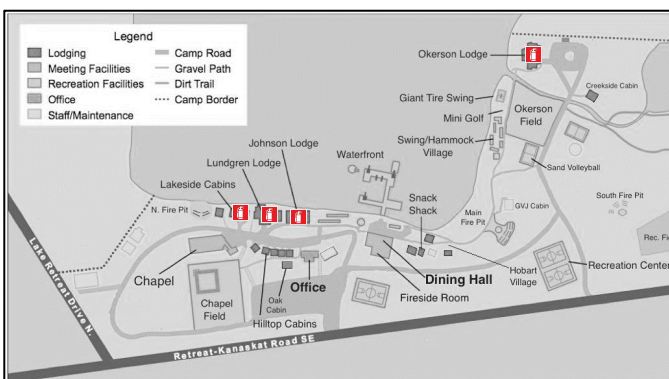 Legend
Lodging
Meeting Facilities
Recreation Facilities
Office
Staff/Maintenance
Camp Road
Gravel Path
Dirt Trail
Camp Border
Okerson Lodge
Creekside Cabin
Giant Tire Swing
Mini Golf
Okerson
Field
Swing/Hammock
Village
Johnson Lodge
Waterfront
Lundgren Lodge
Sand Volleyball
Lakeside Cabins
Snack
Shack
Main
Fire Pit
GVJ Cabin
South Fire Pit
N. Fire Pit
Rec. Fie
Lake Retreat Drive N.
Chapel
Office
Dining Hall
Hobart
Village
Recreation Center
Chapel
Field
Oak
Cabin
Fireside Room
Hilltop Cabins
Retreat-Kanaskat Road SE